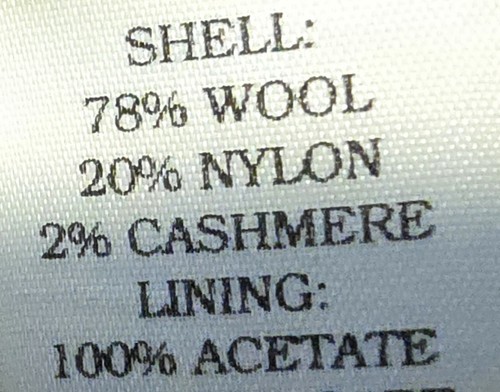 SHELL:
78% WOOL
20% NYLON
2% CASHMERE
LINING:
100% ACETATE